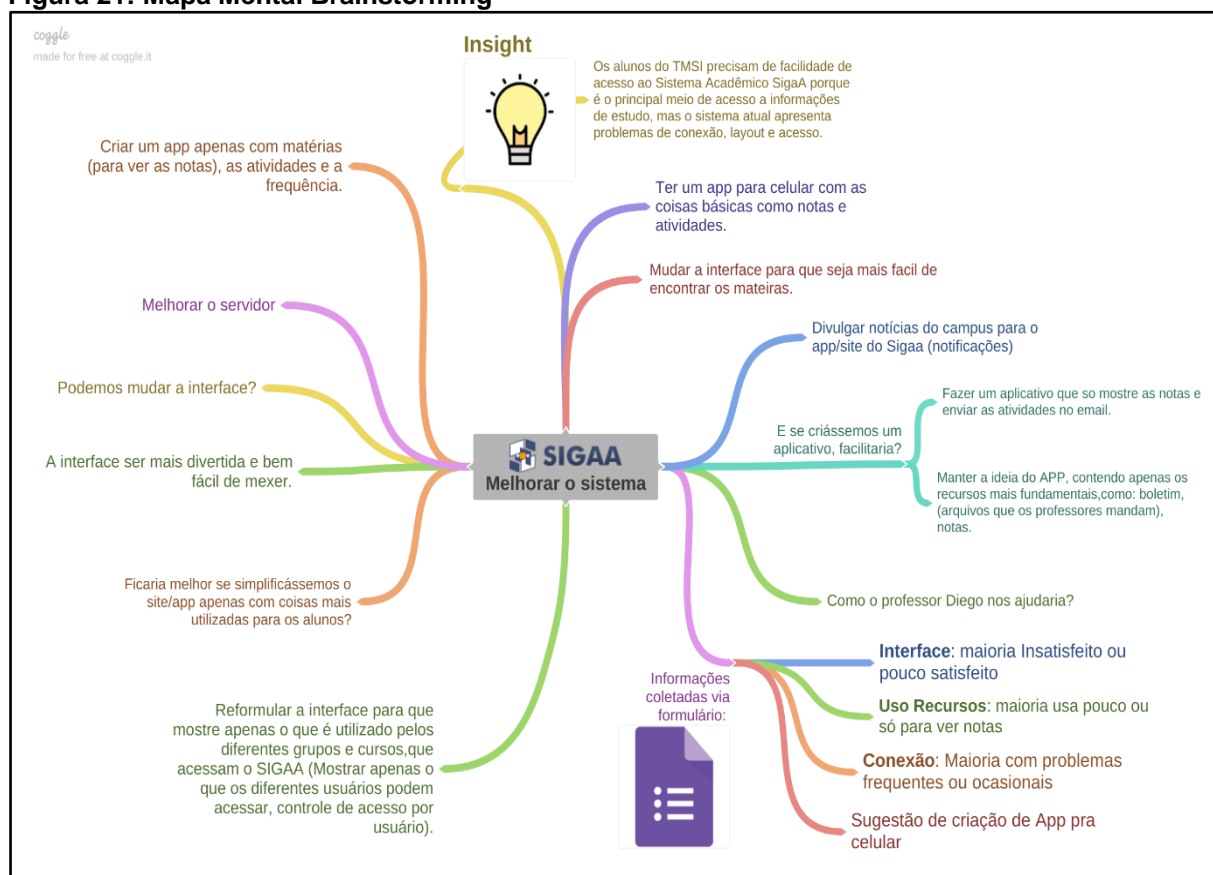 Figura 21: Mapa Mental Brainstorming
coggle
made for free at coggle.it
Insight
Os alunos do TMSI precisam de facilidade de
acesso ao Sistema Acadêmico SigaA porque
é o principal meio de acesso a informações
de estudo, mas o sistema atual apresenta
problemas de conexão, layout e acesso.
Criar um app apenas com matérias
(para ver as notas), as atividades e a
frequência.
Ter um app para celular com as
coisas básicas como notas e
atividades.
Mudar a interface para que seja mais facil de
encontrar os mateiras.
Melhorar o servidor
Divulgar notícias do campus para o
app/site do Sigaa (notificações)
Podemos mudar a interface?
Fazer um aplicativo que so mostre as notas e
enviar as atividades no email.
E se criássemos um
aplicativo, facilitaria?
Manter a ideia do APP, contendo apenas os
recursos mais fundamentais,como: boletim,
(arquivos que os professores mandam),
notas.
A interface ser mais divertida e bem
fácil de mexer.
SIGAA
Melhorar o sistema
Ficaria melhor se simplificássemos o
site/app apenas com coisas mais
utilizadas para os alunos?
Como o professor Diego nos ajudaria?
Informações
coletadas via
formulário:
Interface: maioria Insatisfeito ou
pouco satisfeito
Uso Recursos: maioria usa pouco ou
só para ver notas
Conexão: Maioria com problemas
frequentes ou ocasionais
Sugestão de criação de App pra
celular
Reformular a interface para que
mostre apenas o que é utilizado pelos
diferentes grupos e cursos,que
acessam o SIGAA (Mostrar apenas o
que os diferentes usuários podem
acessar, controle de acesso por
usuário).